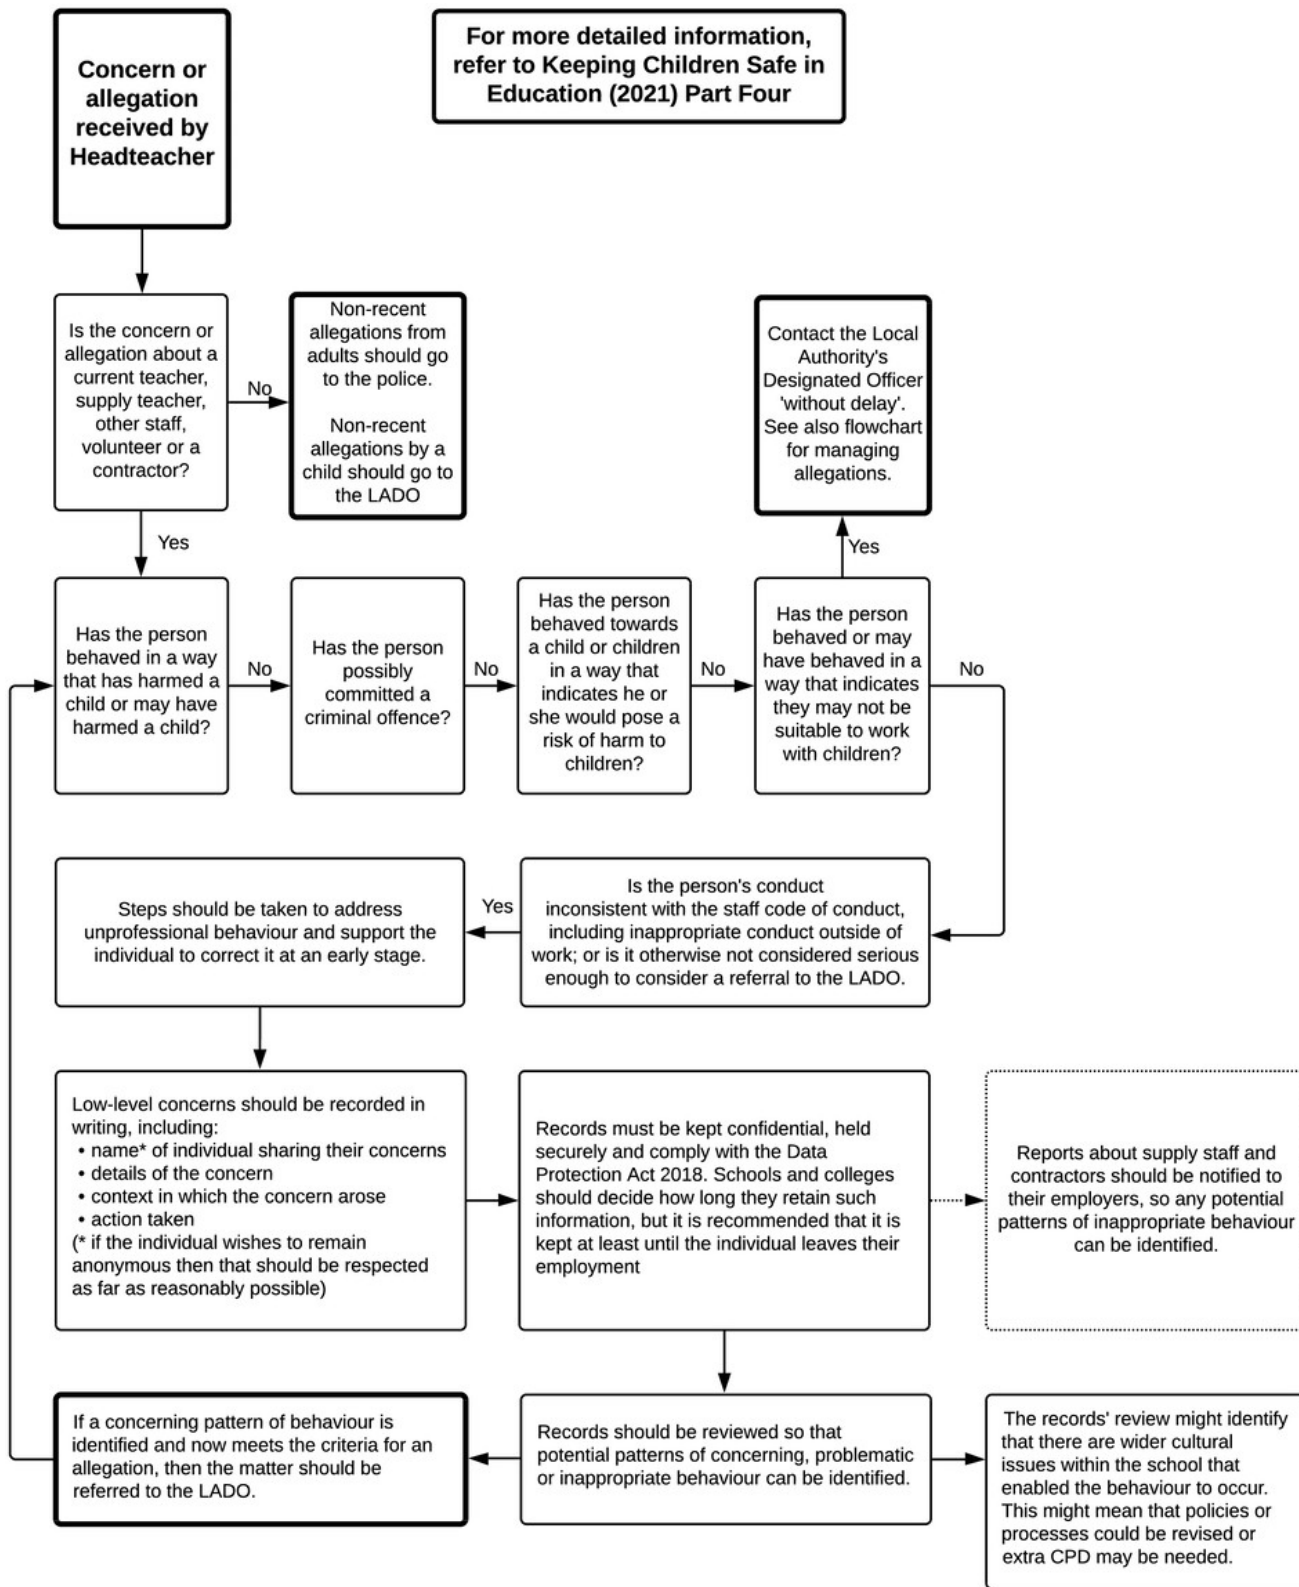 Concern or
allegation
received by
Headteacher
For more detailed information,
refer to Keeping Children Safe in
Education (2021) Part Four
Is the concern or
allegation about a
current teacher,
supply teacher,
other staff,
volunteer or a
contractor?
No
Non-recent
allegations from
adults should go
to the police.
Non-recent
allegations by a
child should go to
the LADO
Contact the Local
Authority's
Designated Officer
'without delay'.
See also flowchart
for managing
allegations.
Yes
Yes
Has the person
behaved in a way
that has harmed a
child or may have
harmed a child?
No
Has the person
possibly
committed a
criminal offence?
No
Has the person
behaved towards
a child or children
in a way that
indicates he or
she would pose a
risk of harm to
children?
No
Has the person
behaved or may
have behaved in a
way that indicates
they may not be
suitable to work
with children?
No
Steps should be taken to address
unprofessional behaviour and support the
individual to correct it at an early stage.
Yes
Is the person's conduct
inconsistent with the staff code of conduct,
including inappropriate conduct outside of
work; or is it otherwise not considered serious
enough to consider a referral to the LADO.
Low-level concerns should be recorded in
writing, including:
• name* of individual sharing their concerns
• details of the concern
• context in which the concern arose
• action taken
(* if the individual wishes to remain
anonymous then that should be respected
as far as reasonably possible)
Records must be kept confidential, held
securely and comply with the Data
Protection Act 2018. Schools and colleges
should decide how long they retain such
information, but it is recommended that it is
kept at least until the individual leaves their
employment
Reports about supply staff and
contractors should be notified to
their employers, so any potential
patterns of inappropriate behaviour
can be identified.
If a concerning pattern of behaviour is
identified and now meets the criteria for an
allegation, then the matter should be
referred to the LADO.
Records should be reviewed so that
potential patterns of concerning, problematic
or inappropriate behaviour can be identified.
The records' review might identify
that there are wider cultural
issues within the school that
enabled the behaviour to occur.
This might mean that policies or
processes could be revised or
extra CPD may be needed.